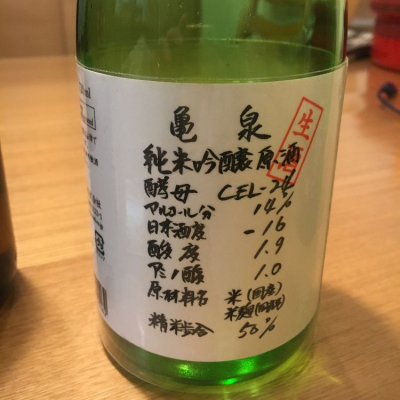 亀泉
純米吟醸原酒
生酒
酵母 CEL-24
アルコール分 14%
日本酒度 -16
酸度 1.9
アミノ酸 1.0
原材料名 米(国産)
米麹(国産米)
精米歩合 50%